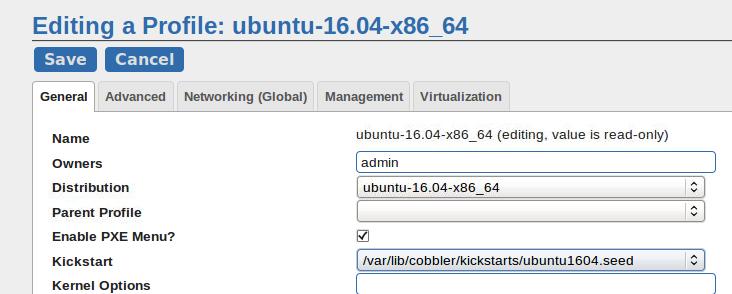 Editing a Profile: ubuntu-16.04-x86_64
Save Cancel
General Advanced Networking (Global) Management Virtualization
Name ubuntu-16.04-x86_64 (editing, value is read-only)
Owners admin
Distribution ubuntu-16.04-x86_64
Parent Profile
Enable PXE Menu?
Kickstart /var/lib/cobbler/kickstarts/ubuntu1604.seed
Kernel Options